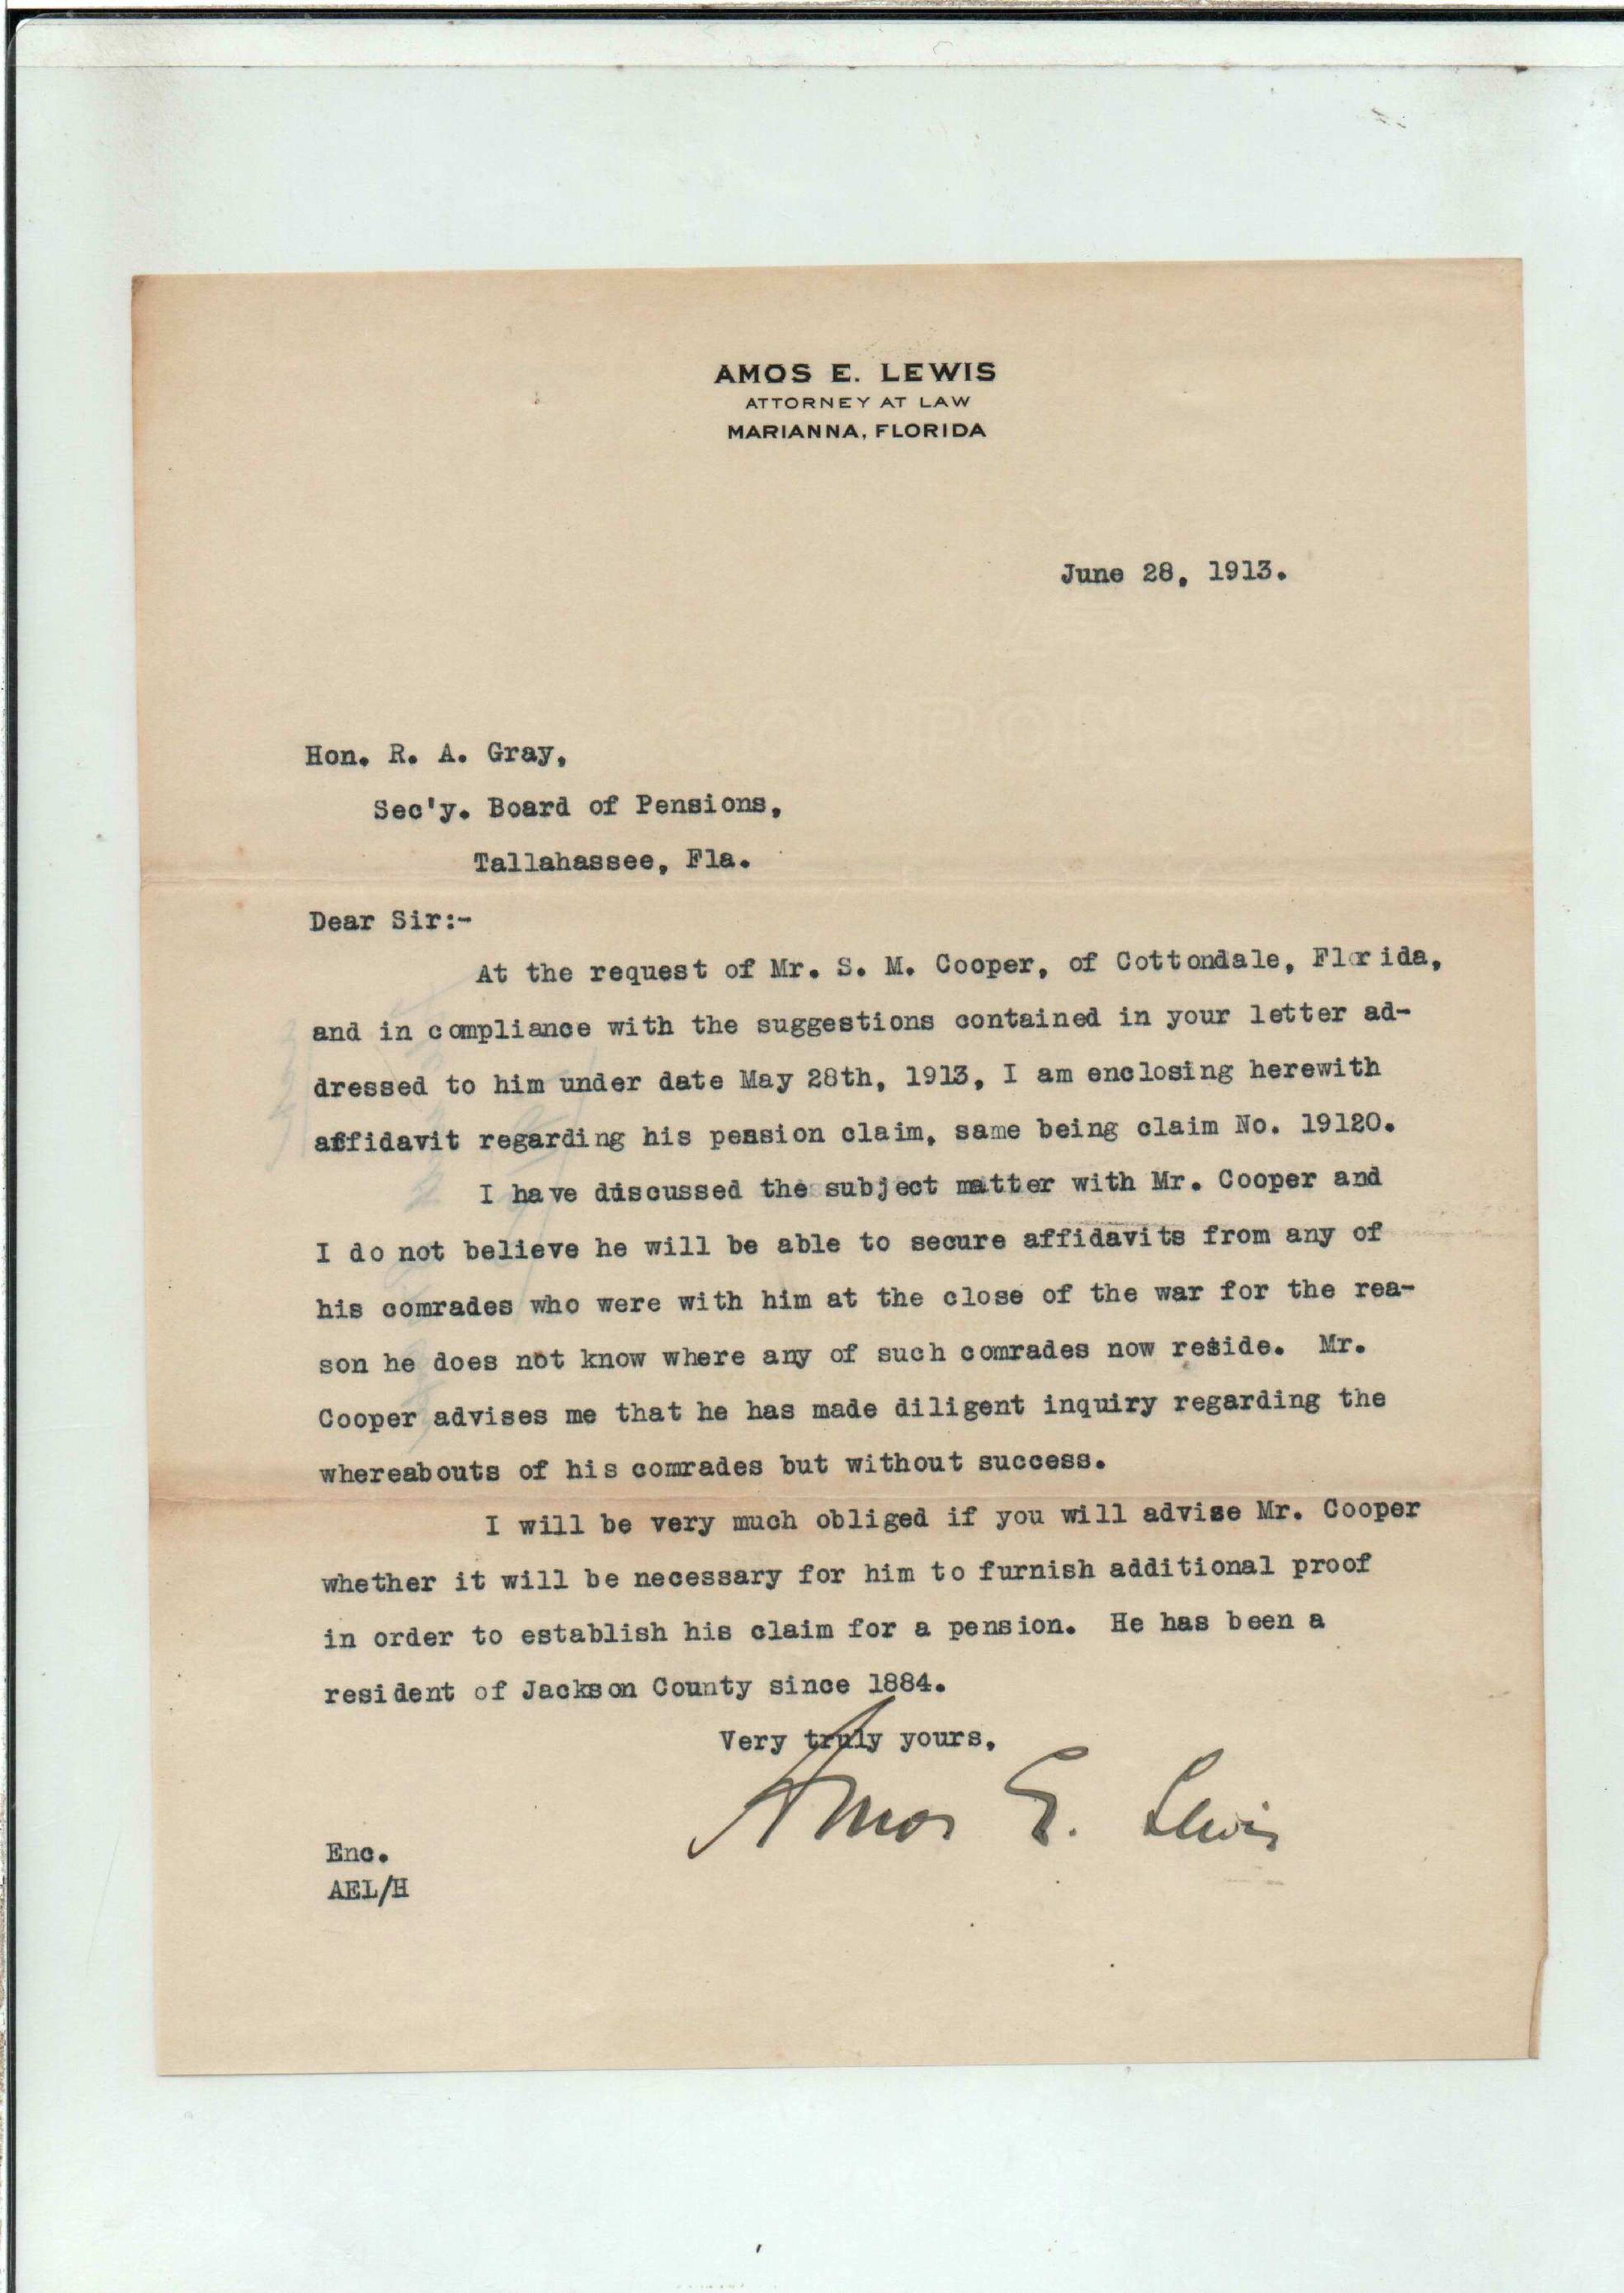 AMOS E. LEWIS
ATTORNEY AT LAW
MARIANNA, FLORIDA
June 28, 1913.
Hon. R. A. Gray,
Sec'y. Board of Pensions,
Tallahassee, Fla.
Dear Sir:-
At the request of Mr. S. M. Cooper, of Cottondale, Florida,
and in compliance with the suggestions contained in your letter ad-
dressed to him under date May 28th, 1913, I am enclosing herewith
affidavit regarding his pension claim, same being claim No. 19120.
I have discussed the subject matter with Mr. Cooper and
I do not believe he will be able to secure affidavits from any of
his comrades who were with him at the close of the war for the rea-
son he does not know where any of such comrades now reside. Mr.
Cooper advises me that he has made diligent inquiry regarding the
whereabouts of his comrades but without success.
I will be very much obliged if you will advise Mr. Cooper
whether it will be necessary for him to furnish additional proof
in order to establish his claim for a pension. He has been a
resident of Jackson County since 1884.
Very truly yours,
Amos E. Lewis
Enc.
AEL/H